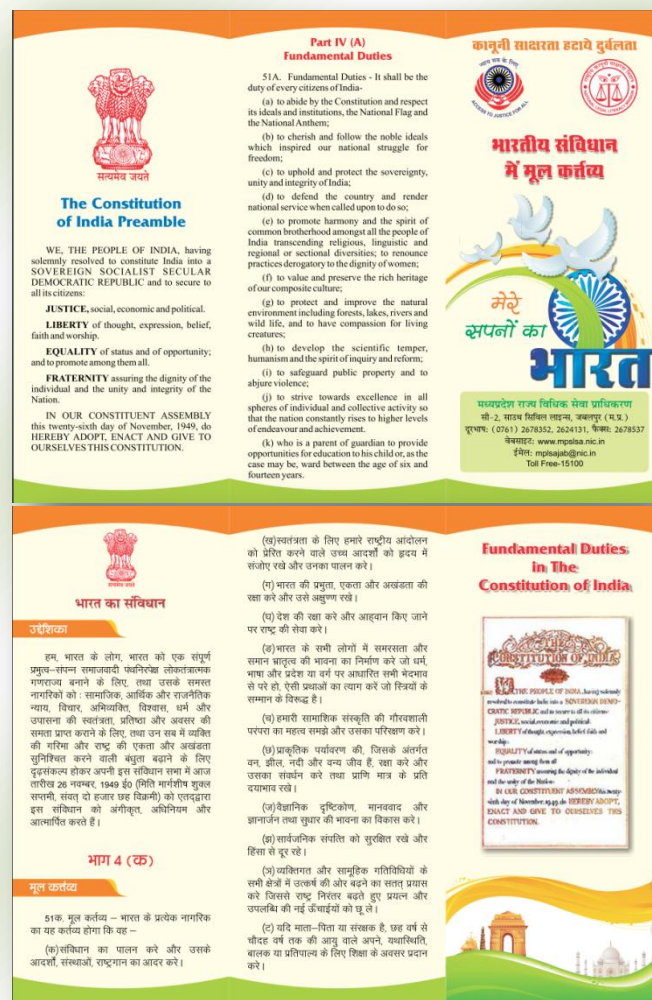 सत्यमेव जयते
The Constitution
of India Preamble
WE, THE PEOPLE OF INDIA, having
solemnly resolved to constitute India into a
SOVEREIGN SOCIALIST SECULAR
DEMOCRATIC REPUBLIC and to secure to
all its citizens:
JUSTICE, social, economic and political.
LIBERTY of thought, expression, belief,
faith and worship.
EQUALITY of status and of opportunity;
and to promote among them all.
FRATERNITY assuring the dignity of the
individual and the unity and integrity of the
Nation.
IN OUR CONSTITUENT ASSEMBLY
this twenty-sixth day of November, 1949, do
HEREBY ADOPT, ENACT AND GIVE TO
OURSELVES THIS CONSTITUTION.
Part IV (A)
Fundamental Duties
51A. Fundamental Duties - It shall be the
duty of every citizens of India-
(a) to abide by the Constitution and respect
its ideals and institutions, the National Flag and
the National Anthem;
(b) to cherish and follow the noble ideals
which inspired our national struggle for
freedom;
(c) to uphold and protect the sovereignty,
unity and integrity of India;
(d) to defend the country and render
national service when called upon to do so;
(e) to promote harmony and the spirit of
common brotherhood amongst all the people of
India transcending religious, linguistic and
regional or sectional diversities; to renounce
practices derogatory to the dignity of women;
(f) to value and preserve the rich heritage
of our composite culture;
(g) to protect and improve the natural
environment including forests, lakes, rivers and
wild life, and to have compassion for living
creatures;
(h) to develop the scientific temper,
humanism and the spirit of inquiry and reform;
(i) to safeguard public property and to
abjure violence;
(j) to strive towards excellence in all
spheres of individual and collective activity so
that the nation constantly rises to higher levels
of endeavour and achievement.
(k) who is a parent of guardian to provide
opportunities for education to his child or, as the
case may be, ward between the age of six and
fourteen years.
कानूनी साक्षरता हटाये दुर्बलता
न्याय सब के लिए
ACCESS TO JUSTICE FOR ALL
भारतीय संविधान
में मूल कर्त्तव्य
मेरे
सपनों का
भारत
मध्यप्रदेश राज्य विधिक सेवा प्राधिकरण
सी-2, साउथ सिविल लाइन्स, जबलपुर (म.प्र.)
दूरभाष: (0761) 2678352, 2624131, फैक्स: 2678537
वेबसाइट: www.mpslsa.nic.in
ईमेल: mplsajab@nic.in
Toll Free-15100
भारत का संविधान
उद्देशिका
हम, भारत के लोग, भारत को एक संपूर्ण
प्रभुत्व-संपन्न समाजवादी पंथनिरपेक्ष लोकतंत्रात्मक
गणराज्य बनाने के लिए, तथा उसके समस्त
नागरिकों को : सामाजिक, आर्थिक और राजनैतिक
न्याय, विचार, अभिव्यक्ति, विश्वास, धर्म और
उपासना की स्वतंत्रता, प्रतिष्ठा और अवसर की
समता प्राप्त कराने के लिए, तथा उन सब में व्यक्ति
की गरिमा और राष्ट्र की एकता और अखंडता
सुनिश्चित करने वाली बंधुता बढ़ाने के लिए
दृढ़संकल्प होकर अपनी इस संविधान सभा में आज
तारीख 26 नवम्बर, 1949 ई0 (मिति मार्गशीष शुक्ल
सप्तमी, संवत् दो हजार छह विक्रमी) को एतद्द्वारा
इस संविधान को अंगीकृत, अधिनियम और
आत्मार्पित करते हैं।
भाग 4 (क)
मूल कर्त्तव्य
51क. मूल कर्त्तव्य – भारत के प्रत्येक नागरिक
का यह कर्त्तव्य होगा कि वह –
(क)संविधान का पालन करे और उसके
आदर्शों, संस्थाओं, राष्ट्रगान का आदर करे।
(ख)स्वतंत्रता के लिए हमारे राष्ट्रीय आंदोलन
को प्रेरित करने वाले उच्च आदर्शों को हृदय में
संजोए रखे और उनका पालन करे।
(ग)भारत की प्रभुता, एकता और अखंडता की
रक्षा करे और उसे अक्षुण्ण रखे।
(घ)देश की रक्षा करे और आह्वान किए जाने
पर राष्ट्र की सेवा करे।
(ङ)भारत के सभी लोगों में समरसता और
समान भ्रातृत्व की भावना का निर्माण करे जो धर्म,
भाषा और प्रदेश या वर्ग पर आधारित सभी भेदभाव
से परे हो, ऐसी प्रथाओं का त्याग करें जो स्त्रियों के
सम्मान के विरूद्ध है।
(च)हमारी सामाशिक संस्कृति की गौरवशाली
परंपरा का महत्व समझे और उसका परिरक्षण करे।
(छ)प्राकृतिक पर्यावरण की, जिसके अंतर्गत
वन, झील, नदी और वन्य जीव हैं, रक्षा करे और
उसका संवर्धन करे तथा प्राणि मात्र के प्रति
दयाभाव रखे।
(ज)वैज्ञानिक दृष्टिकोण, मानववाद और
ज्ञानार्जन तथा सुधार की भावना का विकास करे।
(झ)सार्वजनिक संपत्ति को सुरक्षित रखे और
हिंसा से दूर रहे।
(ञ)व्यक्तिगत और सामूहिक गतिविधियों के
सभी क्षेत्रों में उत्कर्ष की ओर बढ़ने का सतत् प्रयास
करे जिससे राष्ट्र निरंतर बढ़ते हुए प्रयत्न और
उपलब्धि की नई ऊँचाईयों को छू ले।
(ट) यदि माता-पिता या संरक्षक है, छह वर्ष से
चौदह वर्ष तक की आयु वाले अपने, यथास्थिति,
बालक या प्रतिपाल्य के लिए शिक्षा के अवसर प्रदान
करे।
Fundamental Duties
in The
Constitution of India
THE
CONSTITUTION OF INDIA
THE PEOPLE OF INDIA, having solemnly
resolved to constitute India into a SOVEREIGN DEMO-
CRATIC REPUBLIC and to secure to all its citizens:
JUSTICE, social, economic and political:
LIBERTY of thought, expression, belief, faith and
worship:
EQUALITY of status and of opportunity:
and to promote among them all
FRATERNITY assuring the dignity of the individual
and the unity of the Nation:
IN OUR CONSTITUENT ASSEMBLY this twenty-
sixth day of November, 1949, do HEREBY ADOPT,
ENACT AND GIVE TO OURSELVES THIS
CONSTITUTION.